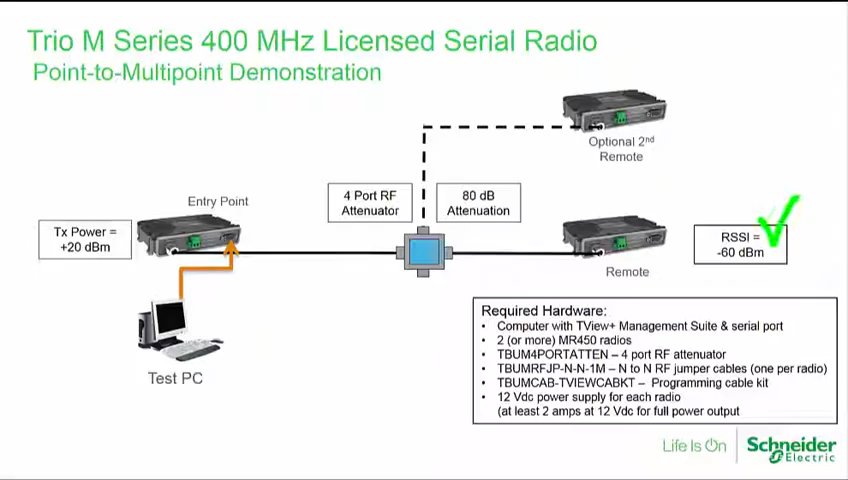 Trio M Series 400 MHz Licensed Serial Radio
Point-to-Multipoint Demonstration
Optional 2nd
Remote
Entry Point
4 Port RF
Attenuator
80 dB
Attenuation
Tx Power =
+20 dBm
RSSI =
-60 dBm
Remote
Test PC
Required Hardware:
• Computer with TView+ Management Suite & serial port
• 2 (or more) MR450 radios
• TBUM4PORTATTEN – 4 port RF attenuator
• TBUMRFJP-N-N-1M – N to N RF jumper cables (one per radio)
• TBUMCAB-TVIEWCABKT – Programming cable kit
• 12 Vdc power supply for each radio
(at least 2 amps at 12 Vdc for full power output
Life Is On
Schneider
Electric